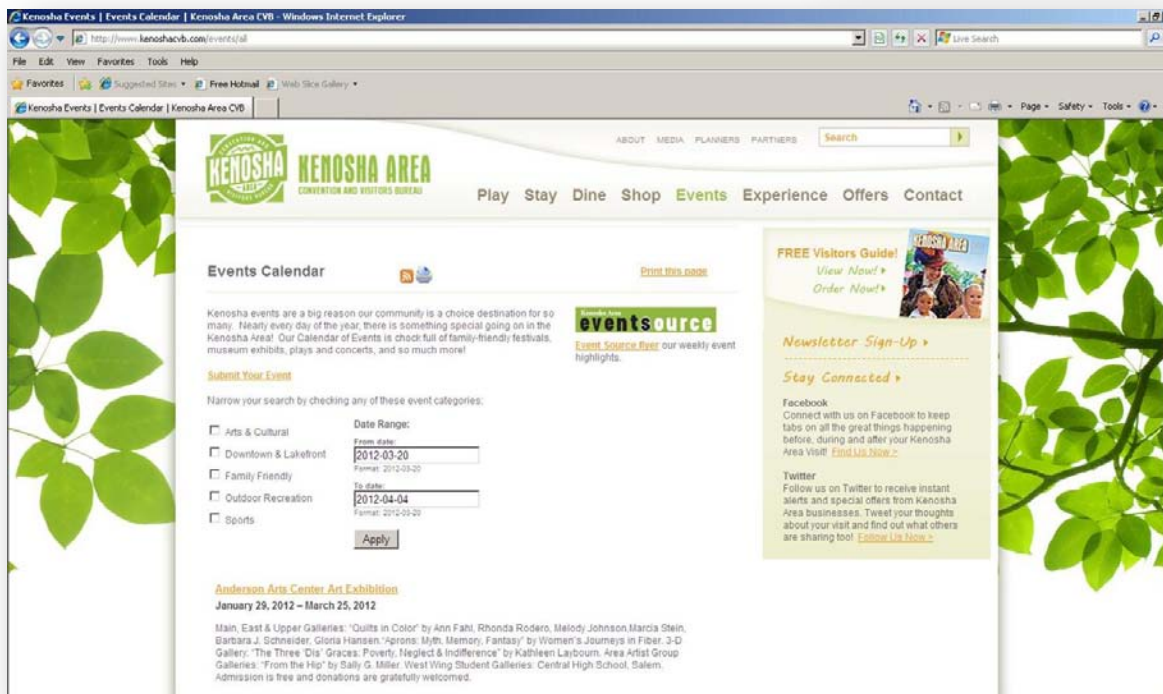 Kenosha Events | Events Calendar | Kenosha Area CVB - Windows Internet Explorer
http://www.kenoshacvb.com/events/all
Live Search
File Edit View Favorites Tools Help
Favorites Suggested Sites Free Hotmail Web Slice Gallery
Kenosha Events | Events Calendar | Kenosha Area CVB
Page Safety Tools
ABOUT MEDIA PLANNERS PARTNERS Search
KENOSHA
AREA
KENOSHA AREA
CONVENTION AND VISITORS BUREAU
Play Stay Dine Shop Events Experience Offers Contact
Events Calendar
Print this page
Kenosha events are a big reason our community is a choice destination for so
many. Nearly every day of the year, there is something special going on in the
Kenosha Area! Our Calendar of Events is chock full of family-friendly festivals,
museum exhibits, plays and concerts, and so much more!
Kenosha Area
eventsource
Event Source flyer our weekly event
highlights.
Submit Your Event
Narrow your search by checking any of these event categories:
Arts & Cultural
Downtown & Lakefront
Family Friendly
Outdoor Recreation
Sports
Date Range:
From date:
2012-03-20
Format: 2012-03-20
To date:
2012-04-04
Format: 2012-03-20
Apply
Anderson Arts Center Art Exhibition
January 29, 2012 – March 25, 2012
Main, East & Upper Galleries: "Quilts in Color" by Ann Fahl, Rhonda Rodero, Melody Johnson,Marcia Stein,
Barbara J. Schneider, Gloria Hansen."Aprons: Myth, Memory, Fantasy" by Women's Journeys in Fiber. 3-D
Gallery: "The Three 'Dis' Graces: Poverty, Neglect & Indifference" by Kathleen Laybourn. Area Artist Group
Galleries: "From the Hip" by Sally G. Miller. West Wing Student Galleries: Central High School, Salem.
Admission is free and donations are gratefully welcomed.
FREE Visitors Guide!
View Now!
Order Now!
KENOSHA AREA
Newsletter Sign-Up
Stay Connected
Facebook
Connect with us on Facebook to keep
tabs on all the great things happening
before, during and after your Kenosha
Area Visit! Find Us Now >
Twitter
Follow us on Twitter to receive instant
alerts and special offers from Kenosha
Area businesses. Tweet your thoughts
about your visit and find out what others
are sharing too! Follow Us Now >